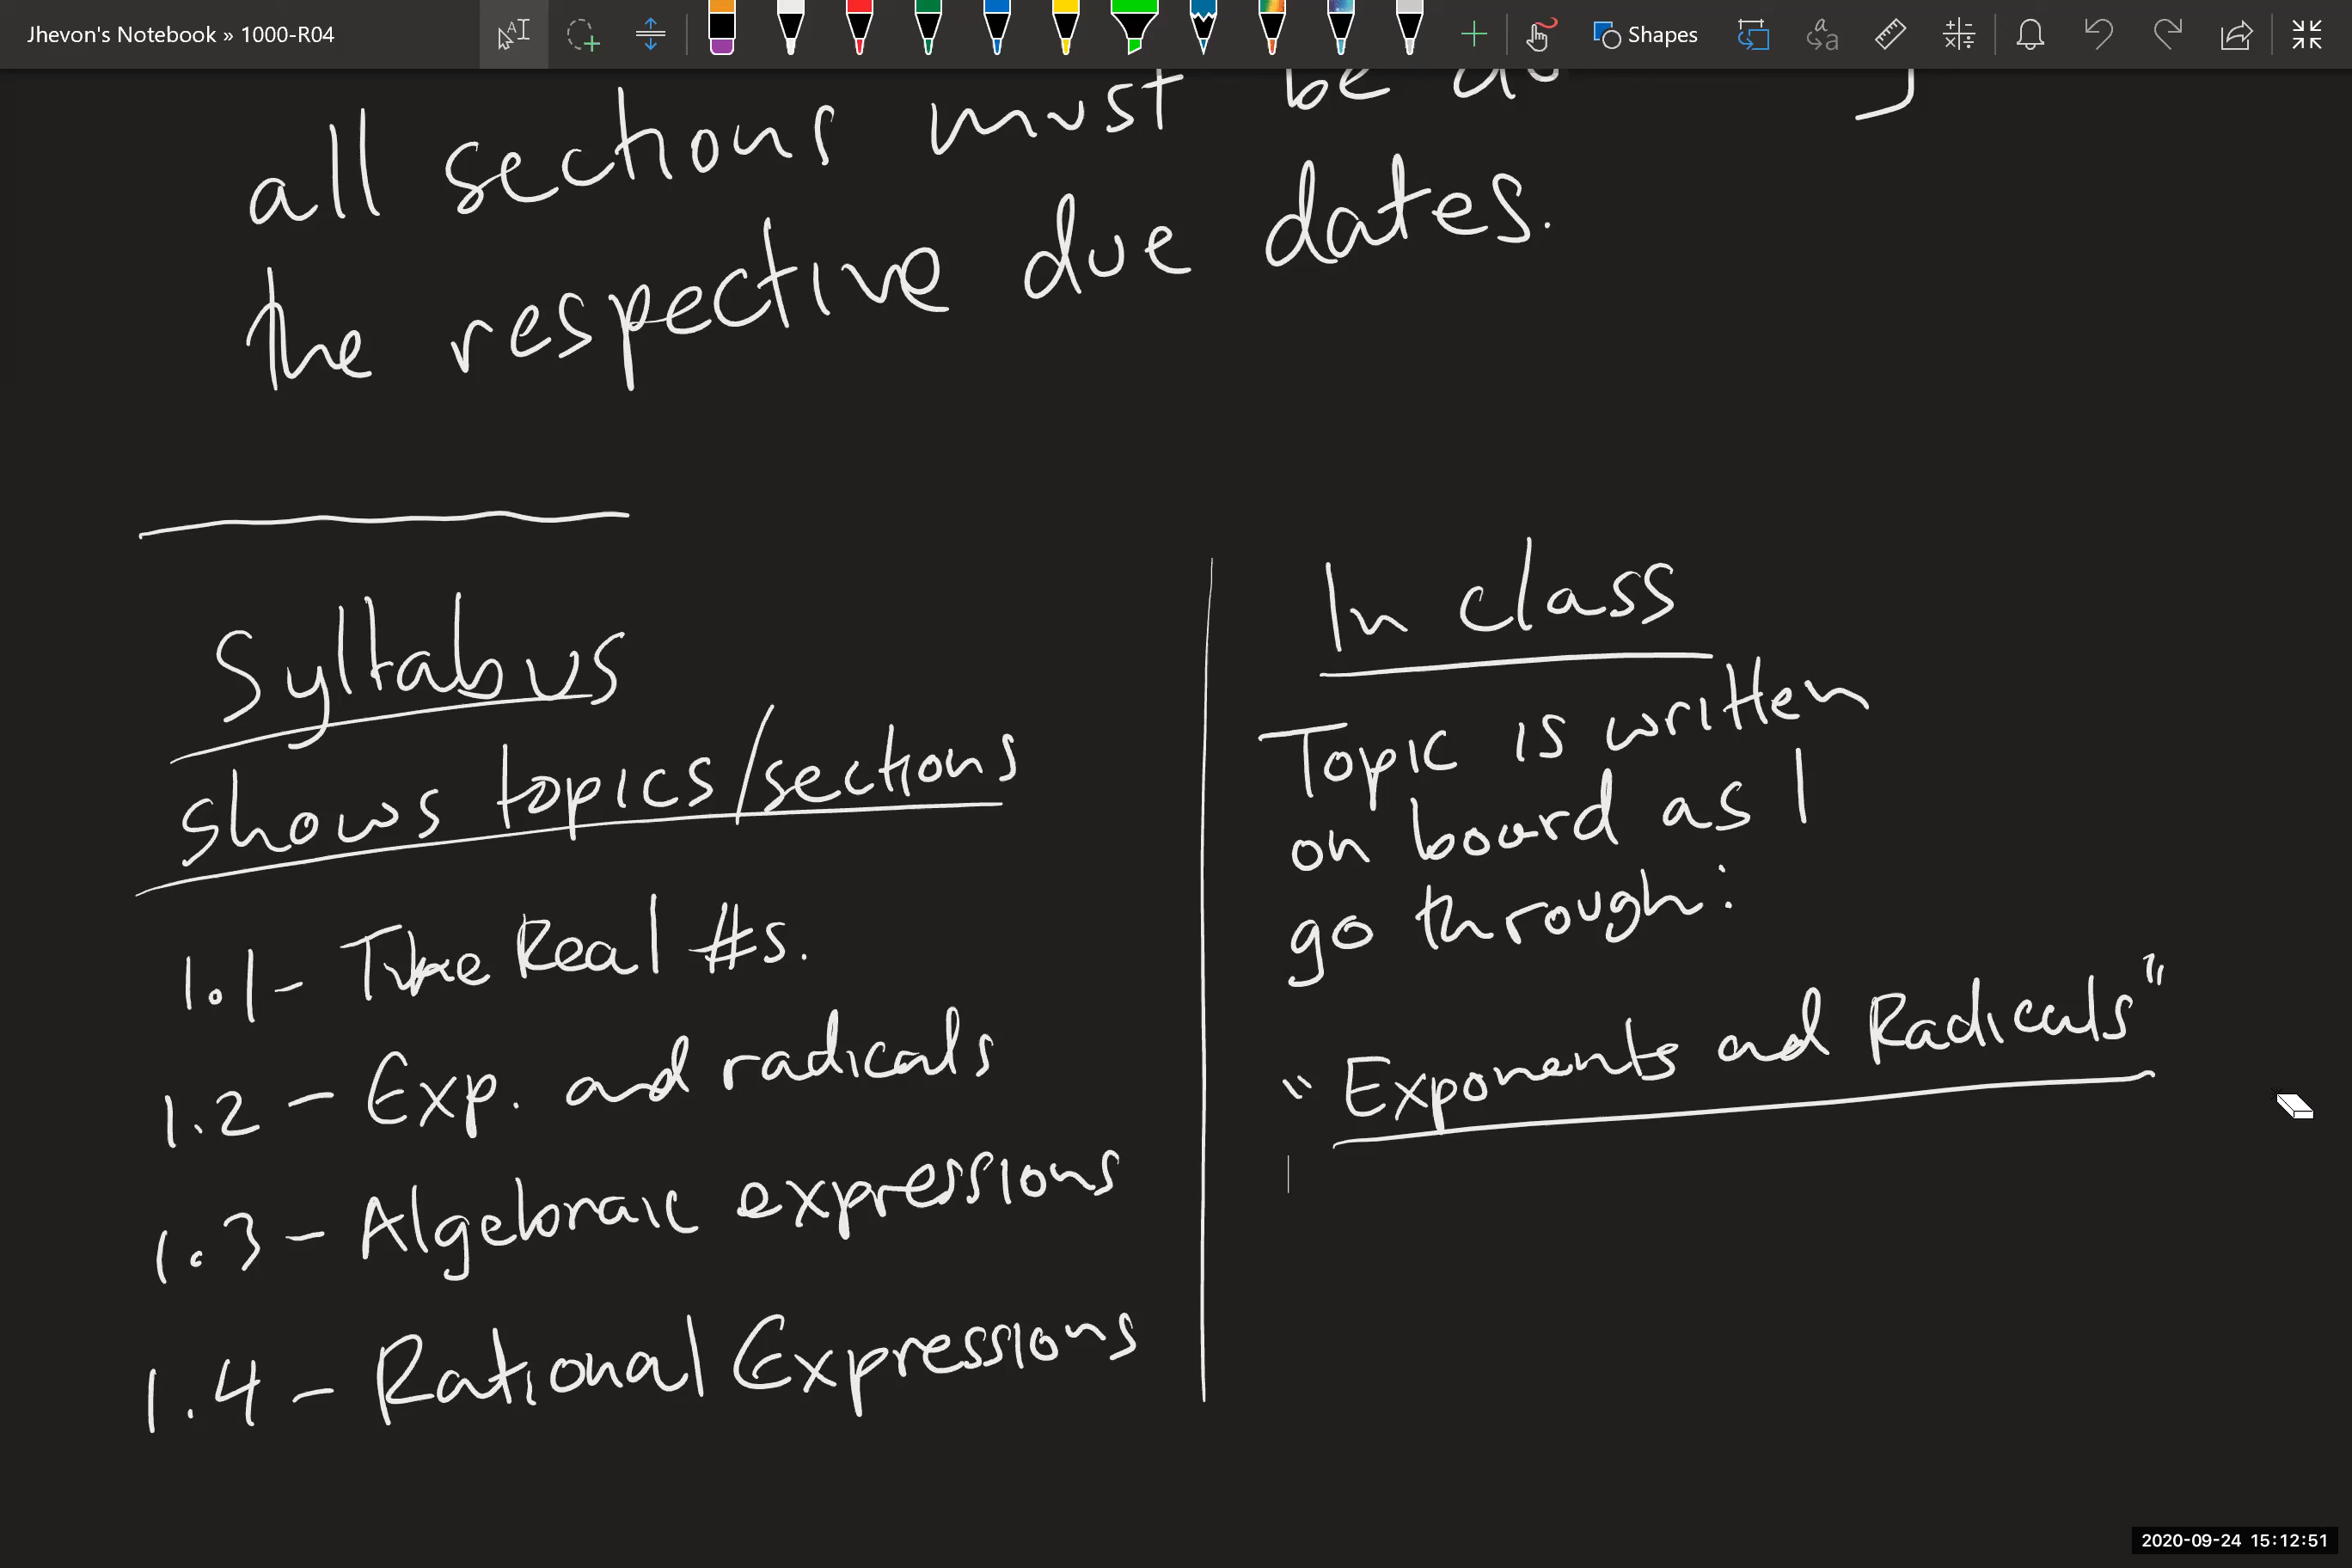 Jhevon's Notebook » 1000-R04
Shapes
all sections must be
the respective due dates.
Syllabus
shows topics/sections
1.1 - The Real #s.
1.2 - Exp. and radicals
1.3 - Algebraic expressions
1.4 - Rational Expressions
In class
Topic is written
on board as I
go through:
"Exponents and Radicals"
2020-09-24 15:12:51